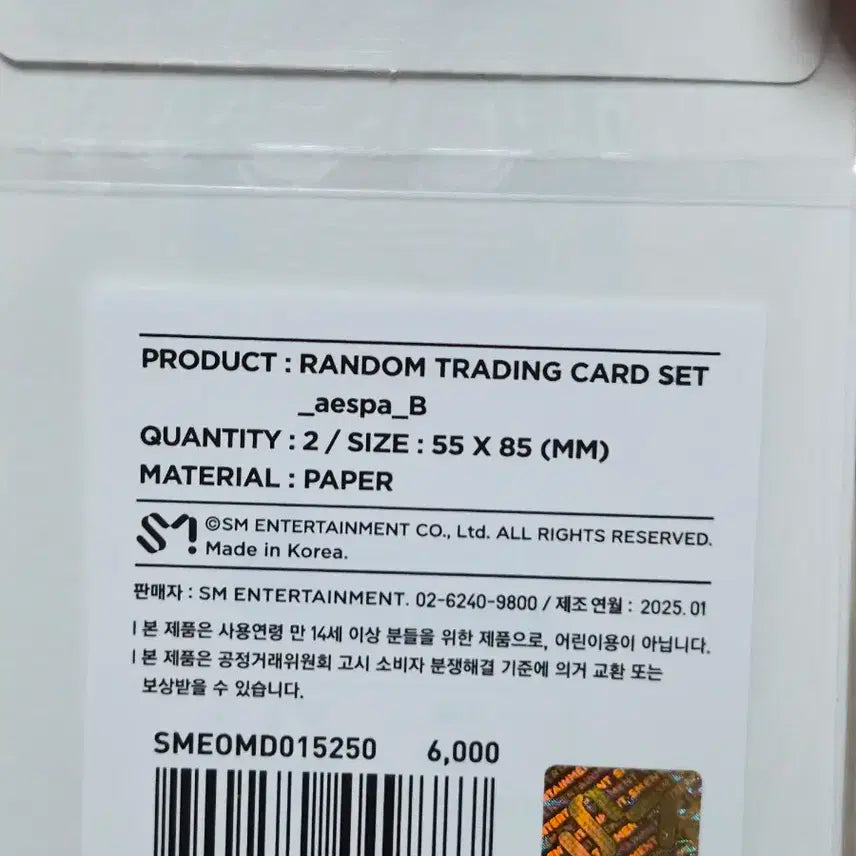 PRODUCT : RANDOM TRADING CARD SET
_aespa_B
QUANTITY : 2 / SIZE : 55 X 85 (MM)
MATERIAL : PAPER
SM! ©SM ENTERTAINMENT CO., Ltd. ALL RIGHTS RESERVED.
Made in Korea.
판매자 : SM ENTERTAINMENT. 02-6240-9800 / 제조연월 : 2025. 01
| 본 제품은 사용연령 만 14세 이상 분들을 위한 제품으로, 어린이용이 아닙니다.
| 본 제품은 공정거래위원회 고시 소비자 분쟁해결 기준에 의거 교환 또는
보상받을 수 있습니다.
SMEOMD015250 6,000